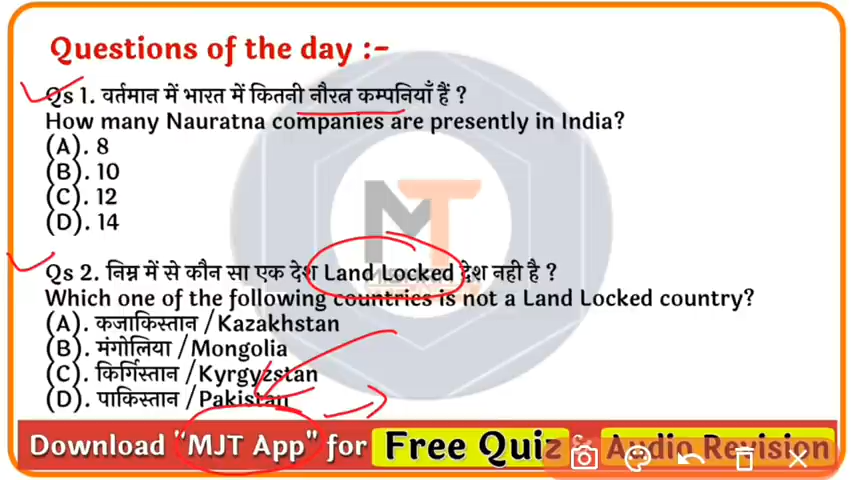 Questions of the day :-
Qs 1. वर्तमान में भारत में कितनी नौरत्न कम्पनियाँ हैं ?
How many Nauratna companies are presently in India?
(A). 8
(B). 10
(C). 12
(D). 14
Qs 2. निम्न में से कौन सा एक देश Land Locked देश नही है ?
Which one of the following countries is not a Land Locked country?
(A). कजाकिस्तान /Kazakhstan
(B). मंगोलिया /Mongolia
(C). किर्गिस्तान /Kyrgyzstan
(D). पाकिस्तान /Pakistan
Download "MJT App" for Free Quiz & Audio Revision